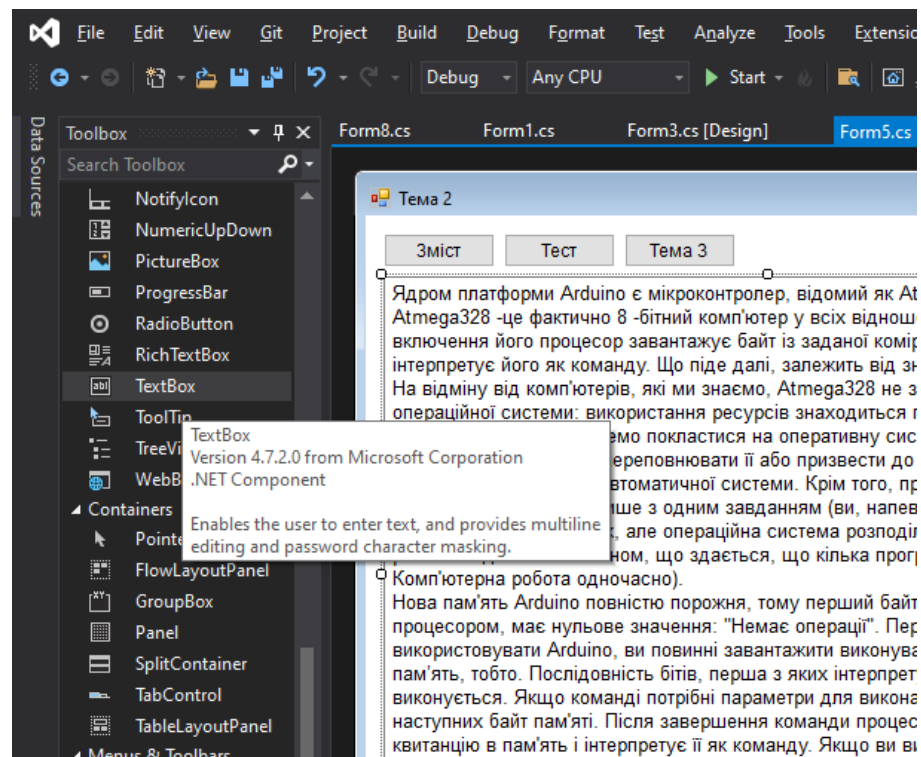 File Edit View Git Project Build Debug Format Test Analyze Tools
Debug Any CPU Start
Data Sources
Toolbox
Form8.cs Form1.cs Form3.cs [Design] Form5.cs
Search Toolbox
NotifyIcon
NumericUpDown
PictureBox
ProgressBar
RadioButton
RichTextBox
TextBox
ToolTip
Containers
FlowLayoutPanel
GroupBox
Panel
SplitContainer
TabControl
TableLayoutPanel
Menus & Toolbars
TextBox
Version 4.7.2.0 from Microsoft Corporation
.NET Component
Enables the user to enter text, and provides multiline
editing and password character masking.
Тема 2
Зміст Тест Тема 3
Ядром платформи Arduino є мікроконтролер, відомий як
Atmega328 -це фактично 8 -бітний комп'ютер у всіх
включення його процесор завантажує байт із заданої
інтерпретує його як команду. Що піде далі, залежить від
На відміну від комп'ютерів, які ми знаємо, Atmega328 не
операційної системи: використання ресурсів знаходиться
покластися на оперативну
її або призвести до
системи. Крім того,
з одним завданням (ви,
але операційна система
що здається, що кілька
Комп'ютерна робота одночасно).
Нова пам'ять Arduino повністю порожня, тому перший байт
процесором, має нульове значення: "Немає операції".
використовувати Arduino, ви повинні завантажити
пам'ять, тобто. Послідовність бітів, перша з яких
виконується. Якщо команді потрібні параметри для
наступних байт пам'яті. Після завершення команди
квитанцію в пам'ять і інтерпретує її як команду. Якщо ви